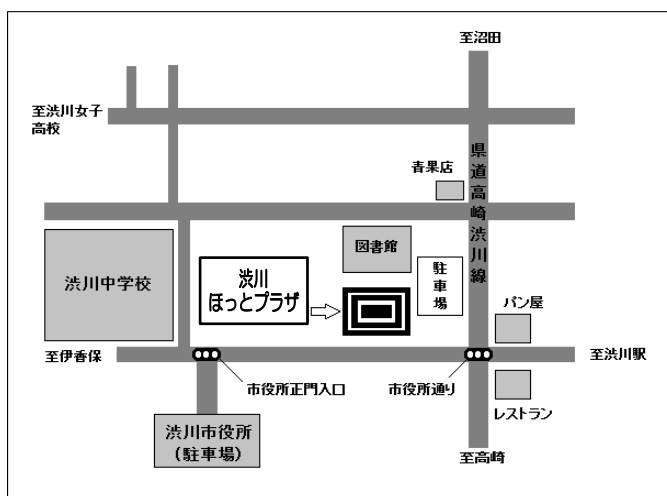 至沼田
至渋川女子
高校
青果店
県道高崎渋川線
図書館
渋川
ほっとプラザ
駐車場
渋川中学校
パン屋
至伊香保
至渋川駅
市役所正門入口
市役所通り
レストラン
渋川市役所
(駐車場)
至高崎